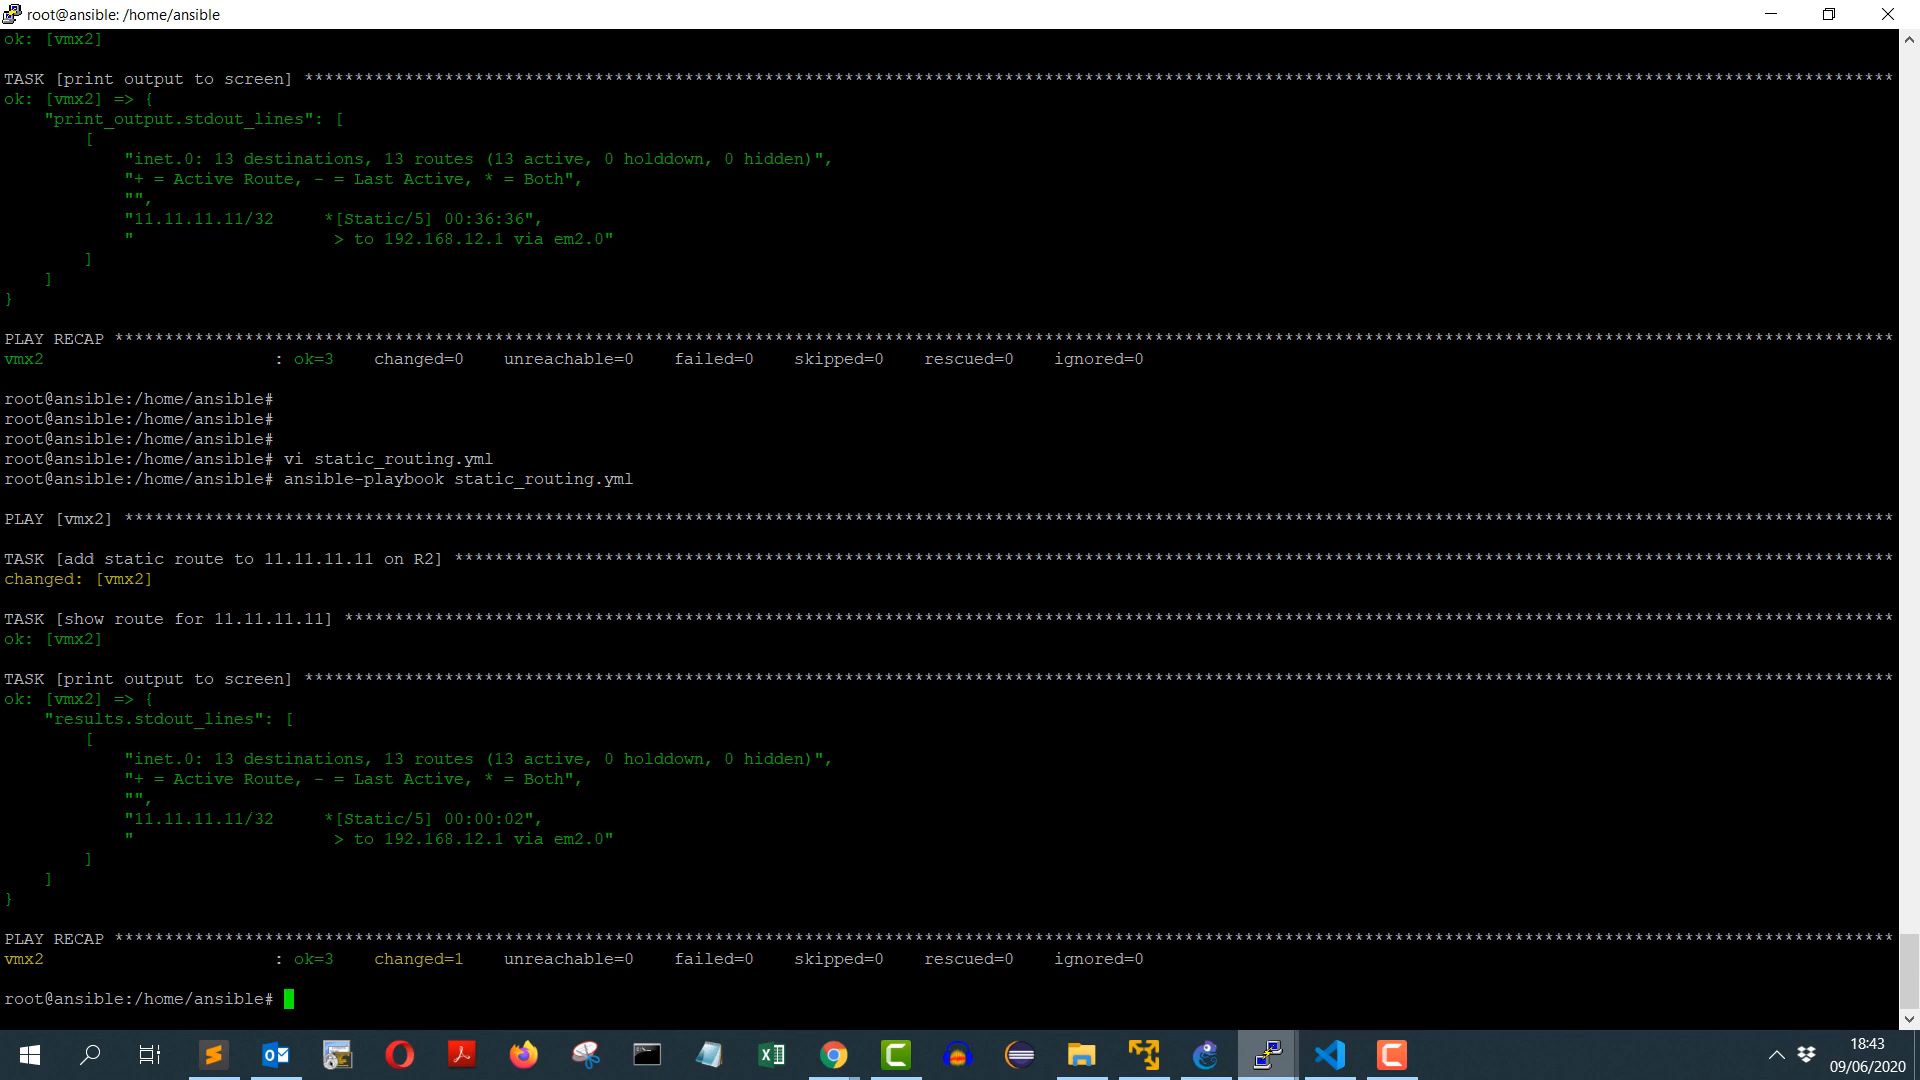 root@ansible: /home/ansible
ok: [vmx2]
TASK [print output to screen] ***************************************************************************************************************************************************************
ok: [vmx2] => {
    "print_output.stdout_lines": [
        [
            "inet.0: 13 destinations, 13 routes (13 active, 0 holddown, 0 hidden)",
            "+ = Active Route, - = Last Active, * = Both",
            "",
            "11.11.11.11/32     *[Static/5] 00:36:36",
            "                    > to 192.168.12.1 via em2.0"
        ]
    ]
}
PLAY RECAP **********************************************************************************************************************************************************************************
vmx2                       : ok=3    changed=0    unreachable=0    failed=0    skipped=0    rescued=0    ignored=0
root@ansible:/home/ansible#
root@ansible:/home/ansible#
root@ansible:/home/ansible#
root@ansible:/home/ansible# vi static_routing.yml
root@ansible:/home/ansible# ansible-playbook static_routing.yml
PLAY [vmx2] *********************************************************************************************************************************************************************************
TASK [add static route to 11.11.11.11 on R2] ************************************************************************************************************************************************
changed: [vmx2]
TASK [show route for 11.11.11.11] ***********************************************************************************************************************************************************
ok: [vmx2]
TASK [print output to screen] ***************************************************************************************************************************************************************
ok: [vmx2] => {
    "results.stdout_lines": [
        [
            "inet.0: 13 destinations, 13 routes (13 active, 0 holddown, 0 hidden)",
            "+ = Active Route, - = Last Active, * = Both",
            "",
            "11.11.11.11/32     *[Static/5] 00:00:02",
            "                    > to 192.168.12.1 via em2.0"
        ]
    ]
}
PLAY RECAP **********************************************************************************************************************************************************************************
vmx2                       : ok=3    changed=1    unreachable=0    failed=0    skipped=0    rescued=0    ignored=0
root@ansible:/home/ansible#
18:43
09/06/2020